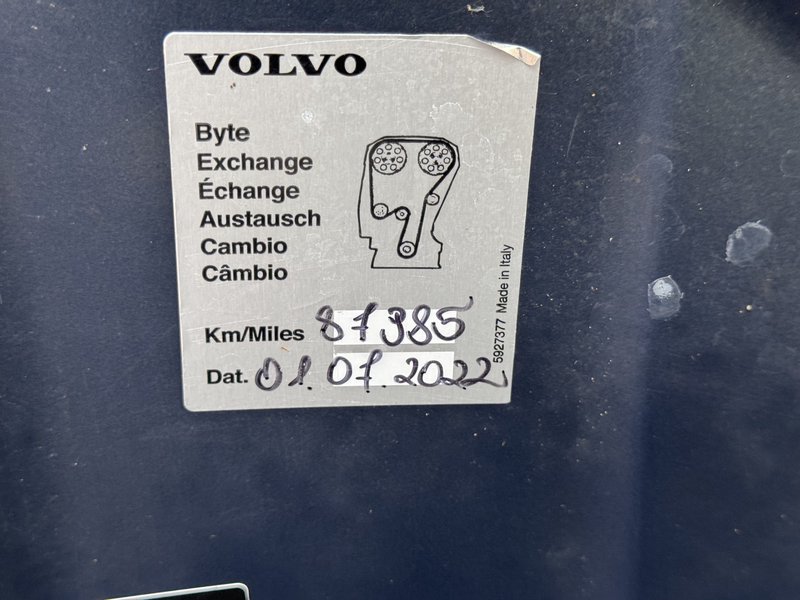 VOLVO
Byte
Exchange
Échange
Austausch
Cambio
Câmbio
Km/Miles 87385
Dat. 01.07.2022
5927377 Made in Italy